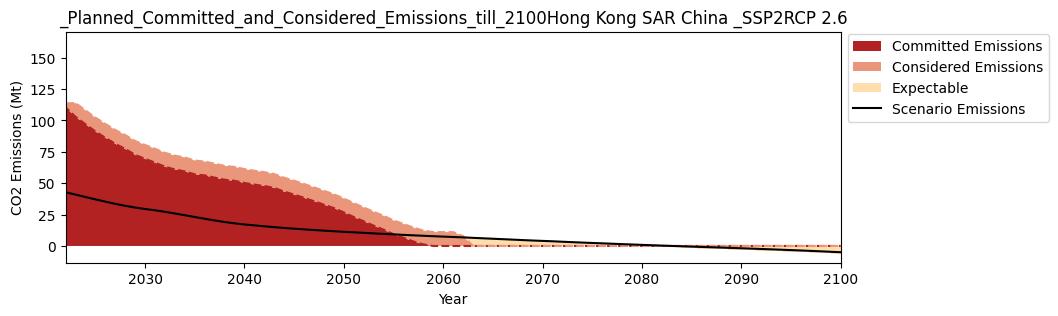 _Planned_Committed_and_Considered_Emissions_till_2100Hong Kong SAR China _SSP2RCP 2.6
CO2 Emissions (Mt)
150
125
100
75
50
25
0
2030 2040 2050 2060 2070 2080 2090 2100
Year
Committed Emissions
Considered Emissions
Expectable
Scenario Emissions